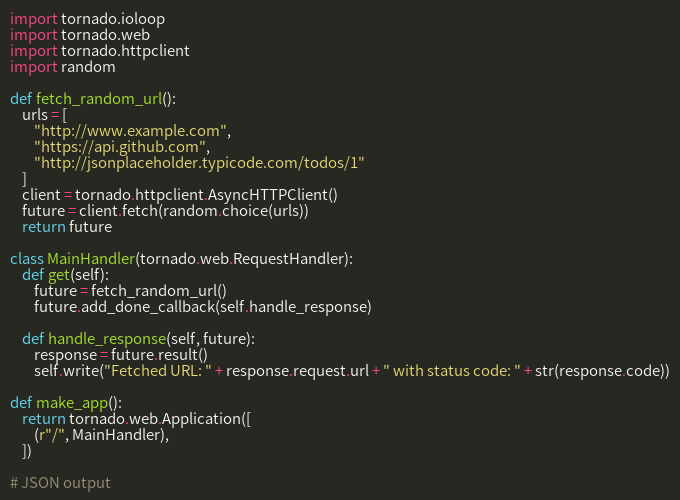 import tornado.ioloop
import tornado.web
import tornado.httpclient
import random

def fetch_random_url():
    urls = [
        "http://www.example.com",
        "https://api.github.com",
        "http://jsonplaceholder.typicode.com/todos/1"
    ]
    client = tornado.httpclient.AsyncHTTPClient()
    future = client.fetch(random.choice(urls))
    return future

class MainHandler(tornado.web.RequestHandler):
    def get(self):
        future = fetch_random_url()
        future.add_done_callback(self.handle_response)

    def handle_response(self, future):
        response = future.result()
        self.write("Fetched URL: " + response.request.url + " with status code: " + str(response.code))

def make_app():
    return tornado.web.Application([
        (r"/", MainHandler),
    ])

# JSON output